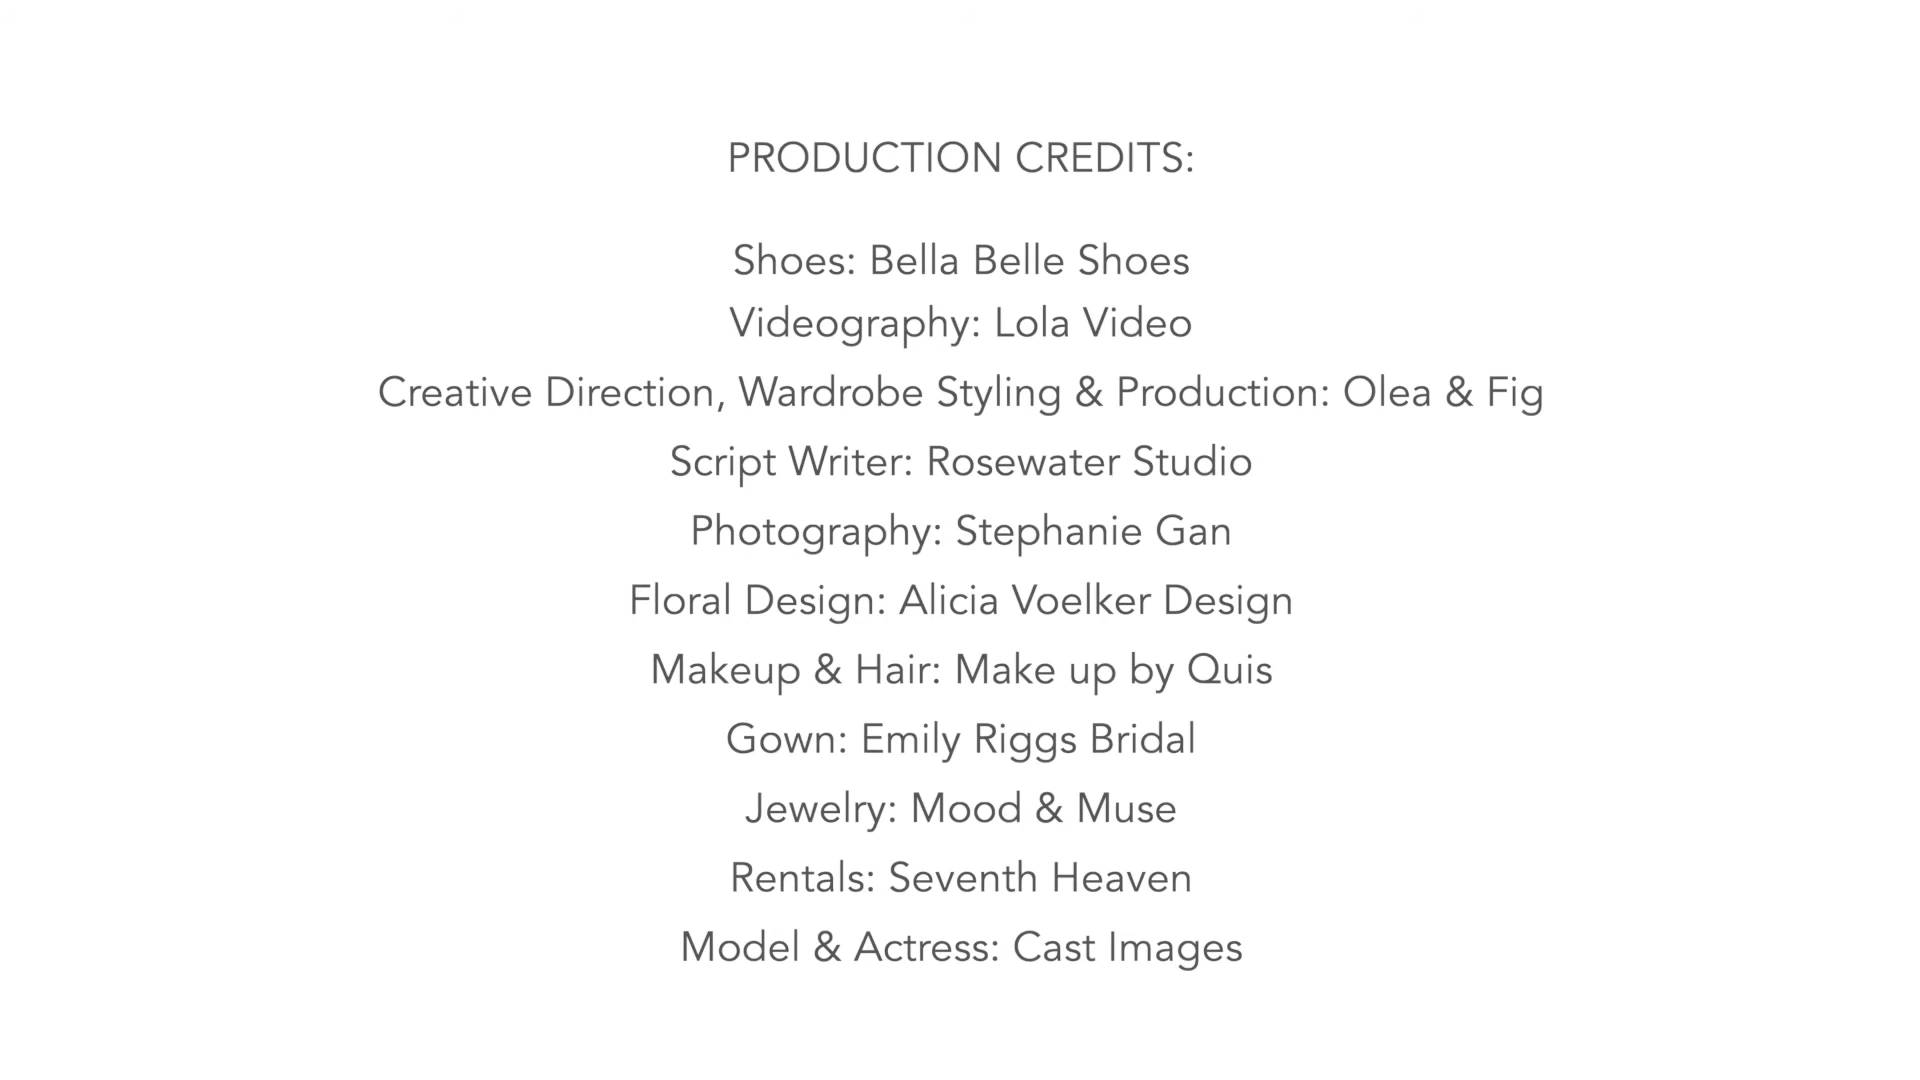 PRODUCTION CREDITS:
Shoes: Bella Belle Shoes
Videography: Lola Video
Creative Direction, Wardrobe Styling & Production: Olea & Fig
Script Writer: Rosewater Studio
Photography: Stephanie Gan
Floral Design: Alicia Voelker Design
Makeup & Hair: Make up by Quis
Gown: Emily Riggs Bridal
Jewelry: Mood & Muse
Rentals: Seventh Heaven
Model & Actress: Cast Images